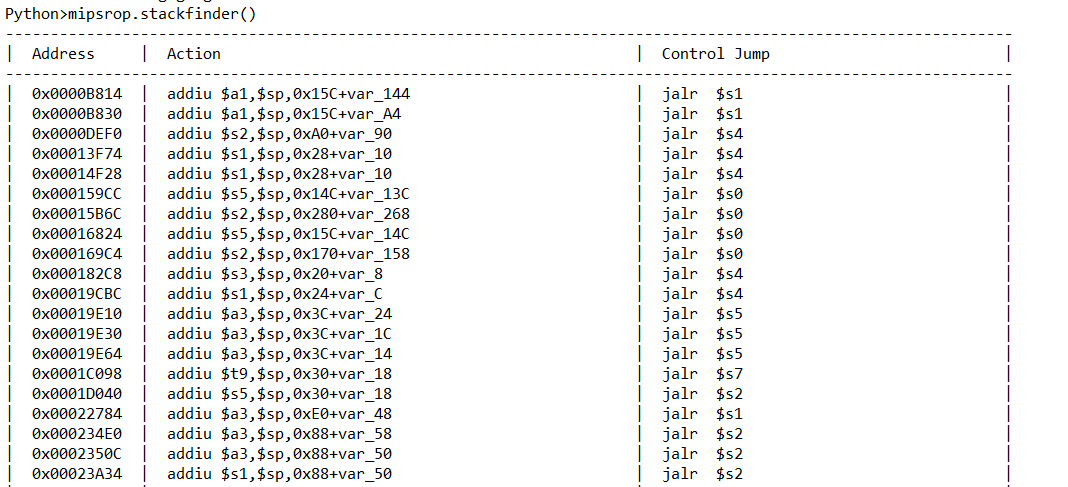 Python>mipsrop.stackfinder()
----------------------------------------------------------------------------------------------------------------
| Address | Action | Control Jump |
----------------------------------------------------------------------------------------------------------------
| 0x0000B814 | addiu $a1,$sp,0x15C+var_144 | jalr $s1 |
| 0x0000B830 | addiu $a1,$sp,0x15C+var_A4 | jalr $s1 |
| 0x0000DEF0 | addiu $s2,$sp,0xA0+var_90 | jalr $s4 |
| 0x00013F74 | addiu $s1,$sp,0x28+var_10 | jalr $s4 |
| 0x00014F28 | addiu $s1,$sp,0x28+var_10 | jalr $s4 |
| 0x000159CC | addiu $s5,$sp,0x14C+var_13C | jalr $s0 |
| 0x00015B6C | addiu $s2,$sp,0x280+var_268 | jalr $s0 |
| 0x00016824 | addiu $s5,$sp,0x15C+var_14C | jalr $s0 |
| 0x000169C4 | addiu $s2,$sp,0x170+var_158 | jalr $s0 |
| 0x000182C8 | addiu $s3,$sp,0x20+var_8 | jalr $s4 |
| 0x00019CBC | addiu $s1,$sp,0x24+var_C | jalr $s4 |
| 0x00019E10 | addiu $a3,$sp,0x3C+var_24 | jalr $s5 |
| 0x00019E30 | addiu $a3,$sp,0x3C+var_1C | jalr $s5 |
| 0x00019E64 | addiu $a3,$sp,0x3C+var_14 | jalr $s5 |
| 0x0001C098 | addiu $t9,$sp,0x30+var_18 | jalr $s7 |
| 0x0001D040 | addiu $s5,$sp,0x30+var_18 | jalr $s2 |
| 0x00022784 | addiu $a3,$sp,0xE0+var_48 | jalr $s1 |
| 0x000234E0 | addiu $a3,$sp,0x88+var_58 | jalr $s2 |
| 0x0002350C | addiu $a3,$sp,0x88+var_50 | jalr $s2 |
| 0x00023A34 | addiu $s1,$sp,0x88+var_50 | jalr $s2 |